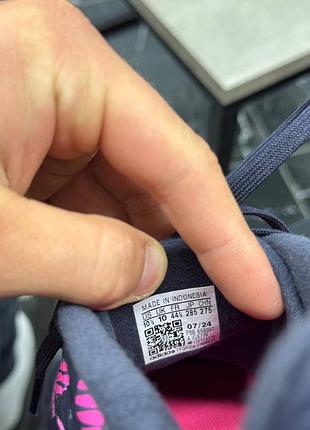 MADE IN INDONESIA
US UK FR JP CHN
10½ 10 44⅔ 285 275
07/24
adidas